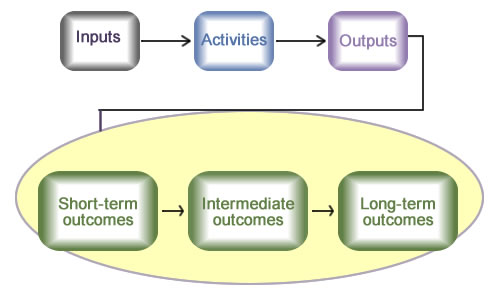 Inputs
Activities
Outputs
Short-term
outcomes
Intermediate
outcomes
Long-term
outcomes